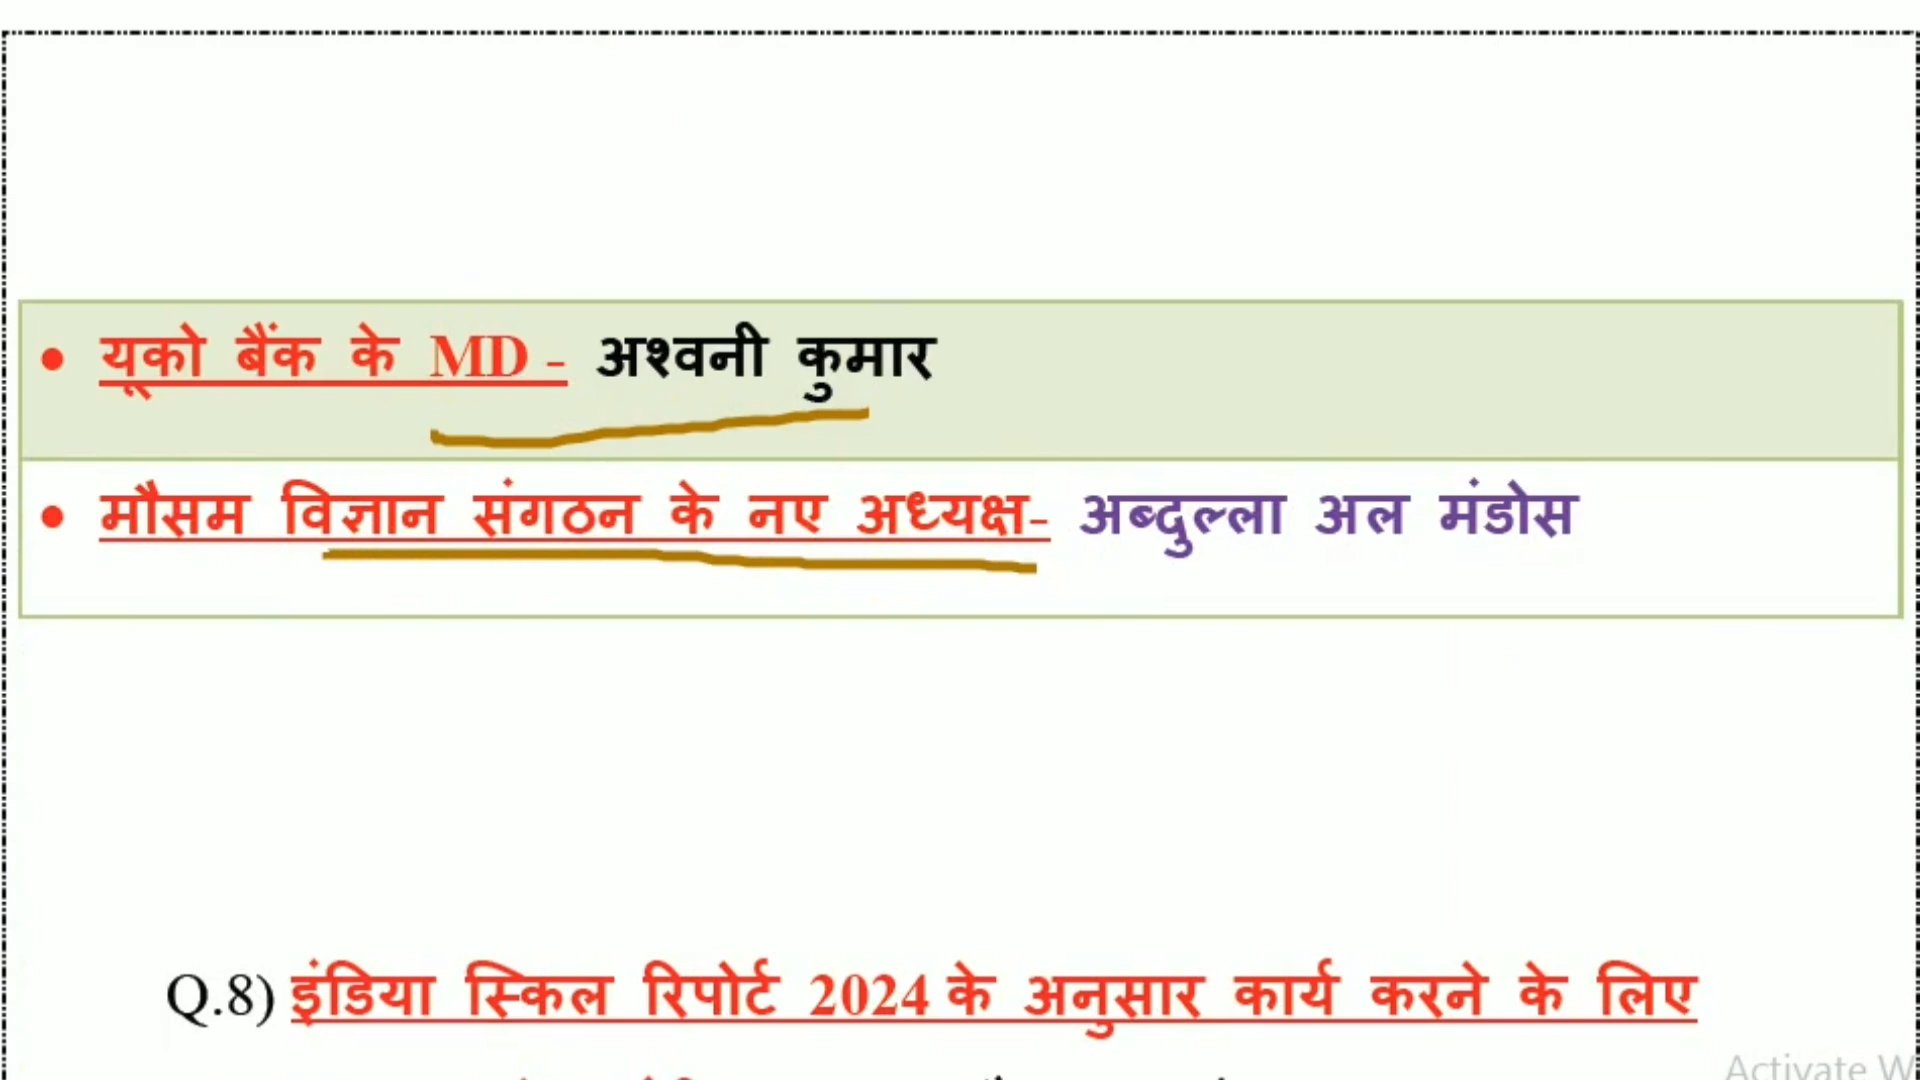 • यूको बैंक के MD - अश्वनी कुमार
• मौसम विज्ञान संगठन के नए अध्यक्ष- अब्दुल्ला अल मंडोस
Q.8) इंडिया स्किल रिपोर्ट 2024 के अनुसार कार्य करने के लिए
Activate W